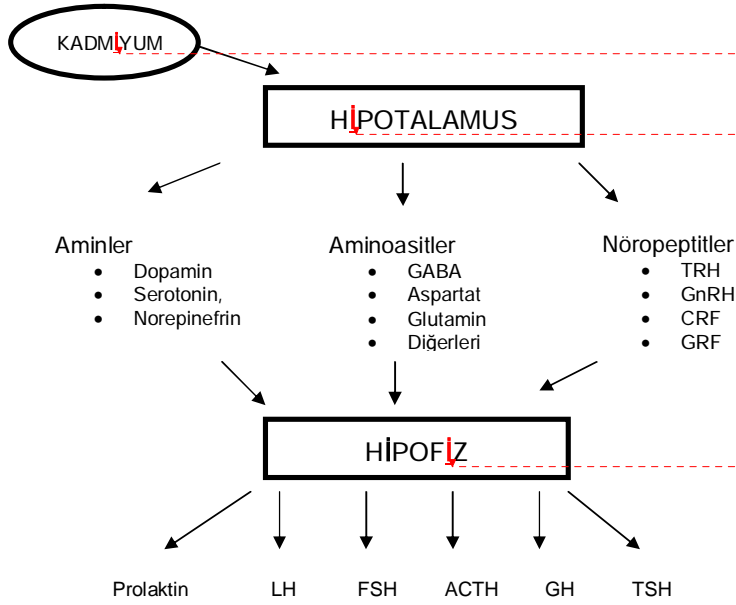 KADMİYUM
HİPOTALAMUS
Aminler
• Dopamin
• Serotonin,
• Norepinefrin
Aminoasitler
• GABA
• Aspartat
• Glutamin
• Diğerleri
Nöropeptitler
• TRH
• GnRH
• CRF
• GRF
HİPOFİZ
Prolaktin LH FSH ACTH GH TSH